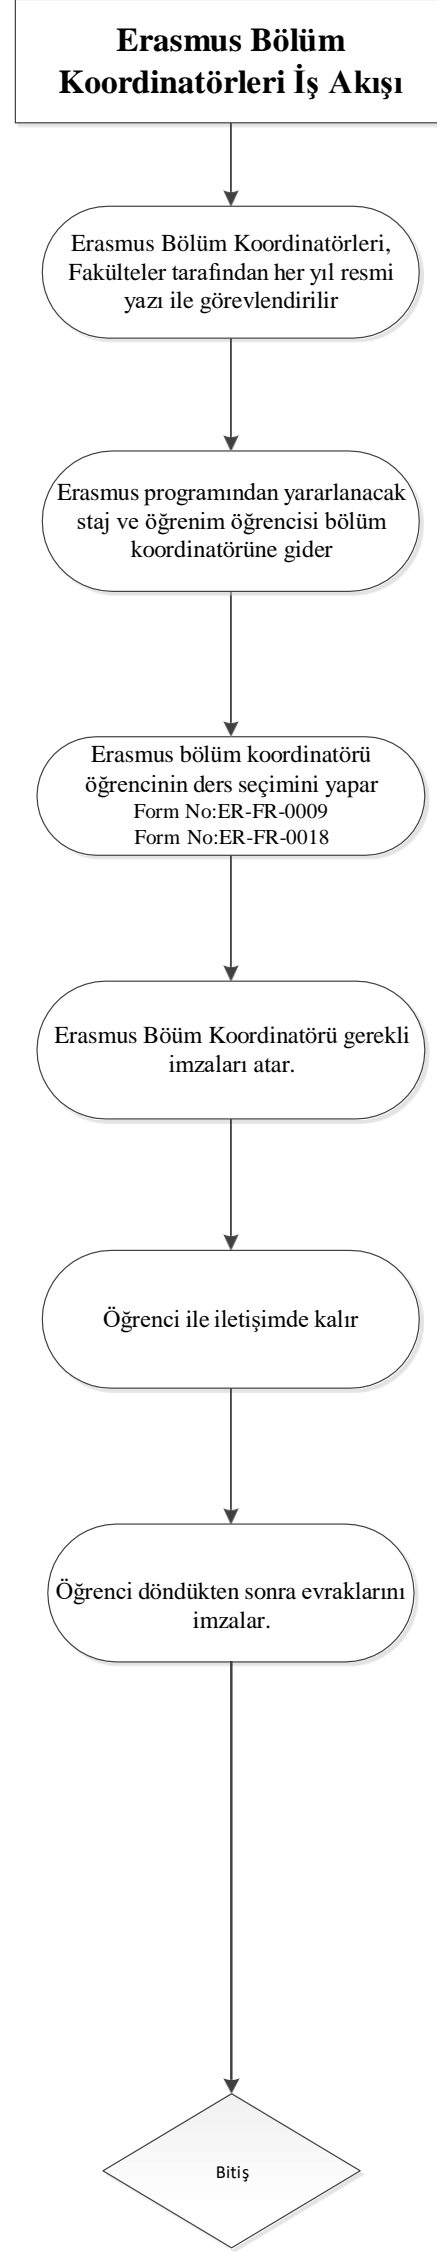 Erasmus Bölüm
Koordinatörleri İş Akışı
Erasmus Bölüm Koordinatörleri,
Fakülteler tarafından her yıl resmi
yazı ile görevlendirilir
Erasmus programından yararlanacak
staj ve öğrenim öğrencisi bölüm
koordinatörüne gider
Erasmus bölüm koordinatörü
öğrencinin ders seçimini yapar
Form No:ER-FR-0009
Form No:ER-FR-0018
Erasmus Böüm Koordinatörü gerekli
imzaları atar.
Öğrenci ile iletişimde kalır
Öğrenci döndükten sonra evraklarını
imzalar.
Bitiş